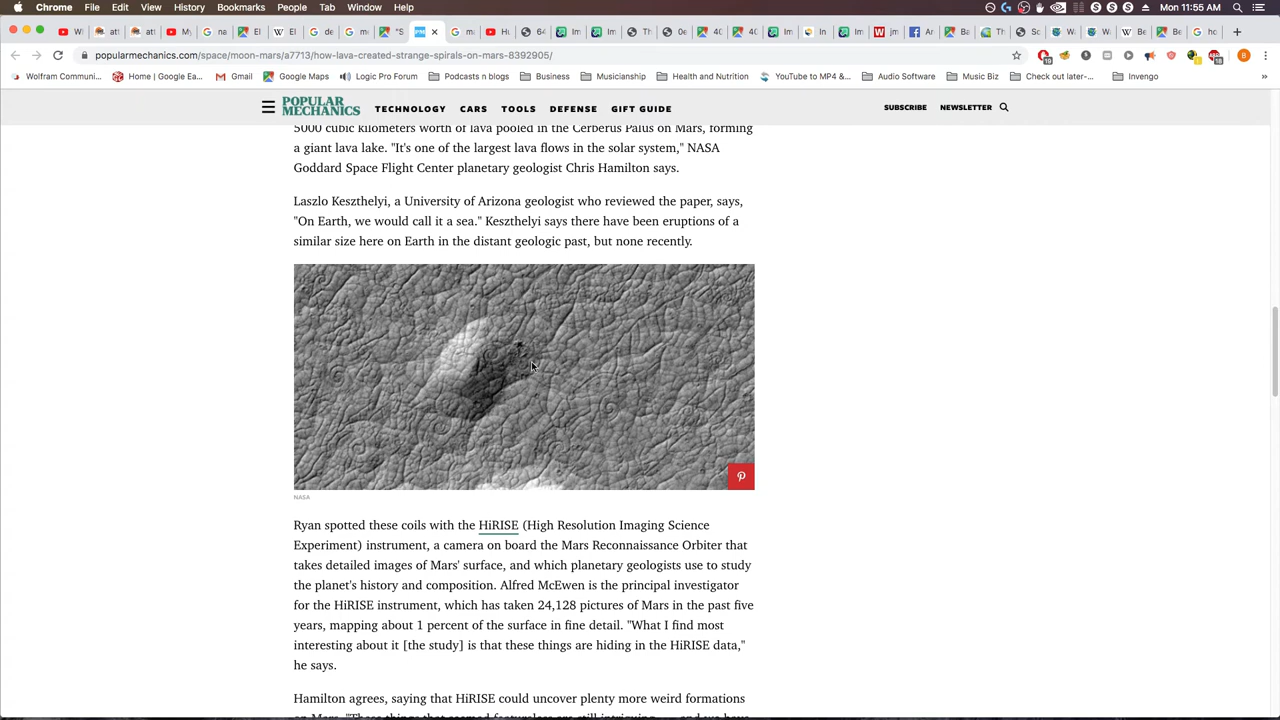 Chrome File Edit View History Bookmarks People Tab Window Help
100% Mon 11:55 AM
popularmechanics.com/space/moon-mars/a7713/how-lava-created-strange-spirals-on-mars-8392905/
Wolfram Communi... Home | Google Ea... Gmail Google Maps Logic Pro Forum Podcasts n blogs Business Musicianship Health and Nutrition YouTube to MP4 &... Audio Software Music Biz Check out later-... Invengo »
POPULAR
MECHANICS
TECHNOLOGY CARS TOOLS DEFENSE GIFT GUIDE SUBSCRIBE NEWSLETTER
5000 cubic kilometers worth of lava pooled in the Cerberus Palus on Mars, forming
a giant lava lake. "It's one of the largest lava flows in the solar system," NASA
Goddard Space Flight Center planetary geologist Chris Hamilton says.
Laszlo Keszthelyi, a University of Arizona geologist who reviewed the paper, says,
"On Earth, we would call it a sea." Keszthelyi says there have been eruptions of a
similar size here on Earth in the distant geologic past, but none recently.
NASA
Ryan spotted these coils with the HiRISE (High Resolution Imaging Science
Experiment) instrument, a camera on board the Mars Reconnaissance Orbiter that
takes detailed images of Mars' surface, and which planetary geologists use to study
the planet's history and composition. Alfred McEwen is the principal investigator
for the HiRISE instrument, which has taken 24,128 pictures of Mars in the past five
years, mapping about 1 percent of the surface in fine detail. "What I find most
interesting about it [the study] is that these things are hiding in the HiRISE data,"
he says.
Hamilton agrees, saying that HiRISE could uncover plenty more weird formations